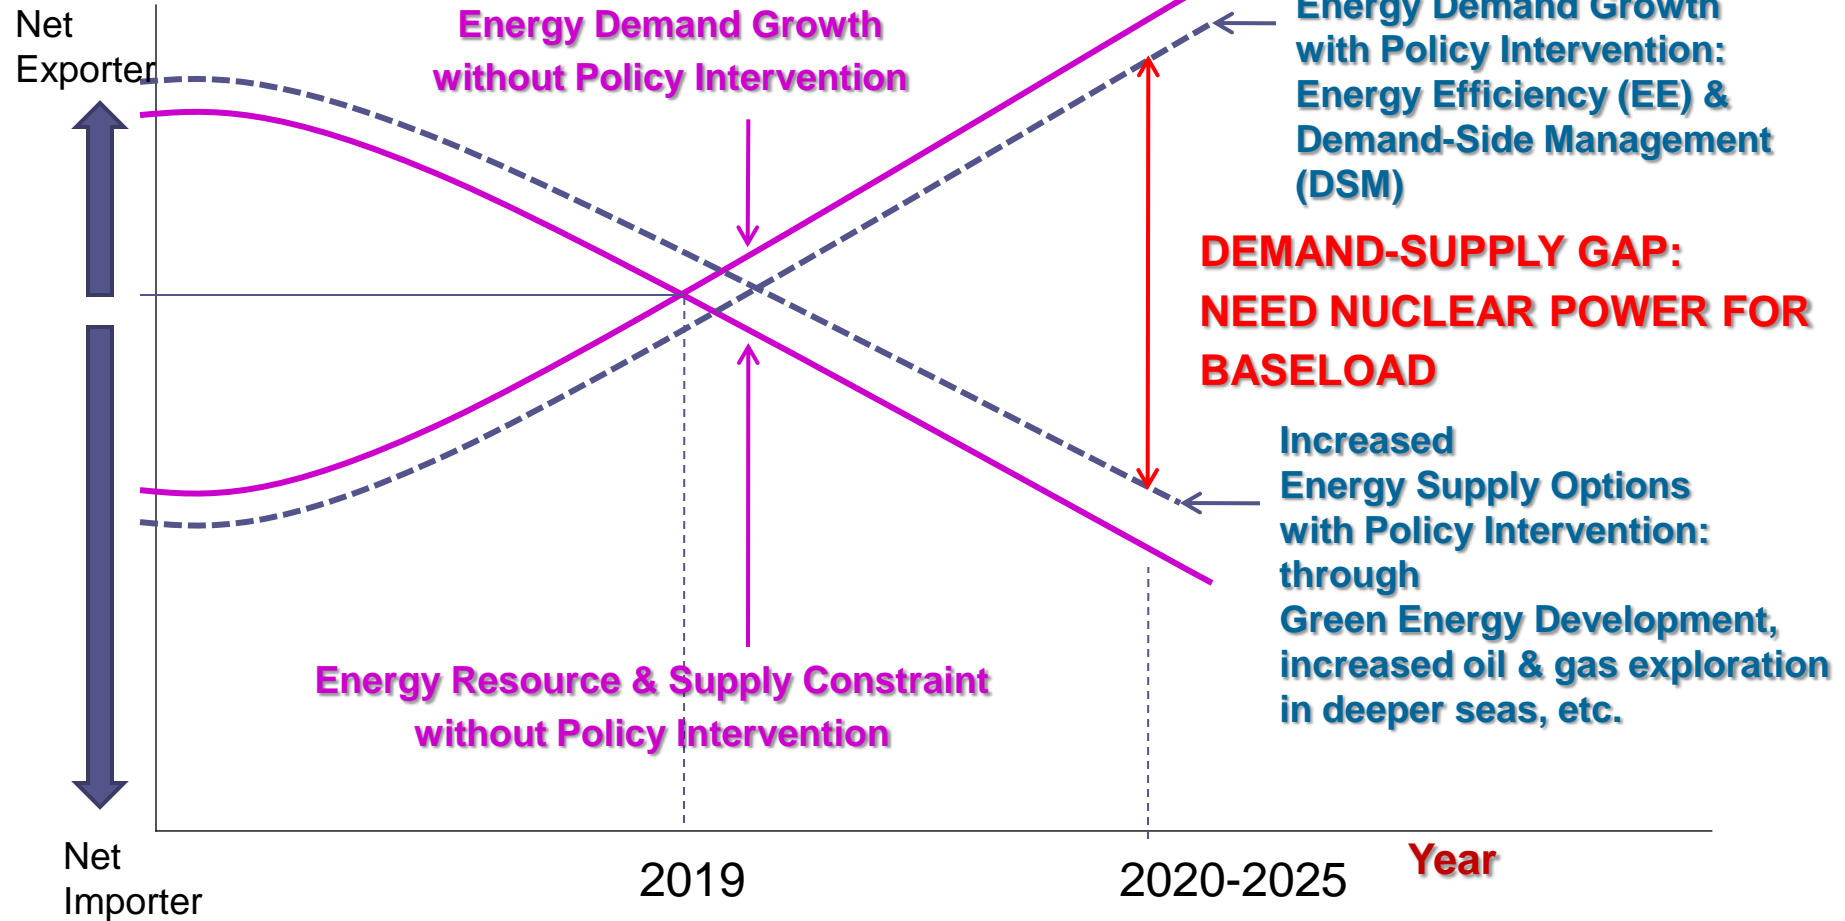 Net
Exporter
Energy Demand Growth
without Policy Intervention
Energy Demand Growth
with Policy Intervention:
Energy Efficiency (EE) &
Demand-Side Management
(DSM)
DEMAND-SUPPLY GAP:
NEED NUCLEAR POWER FOR
BASELOAD
Increased
Energy Supply Options
with Policy Intervention:
through
Green Energy Development,
increased oil & gas exploration
in deeper seas, etc.
Energy Resource & Supply Constraint
without Policy Intervention
Net
Importer
2019
2020-2025
Year